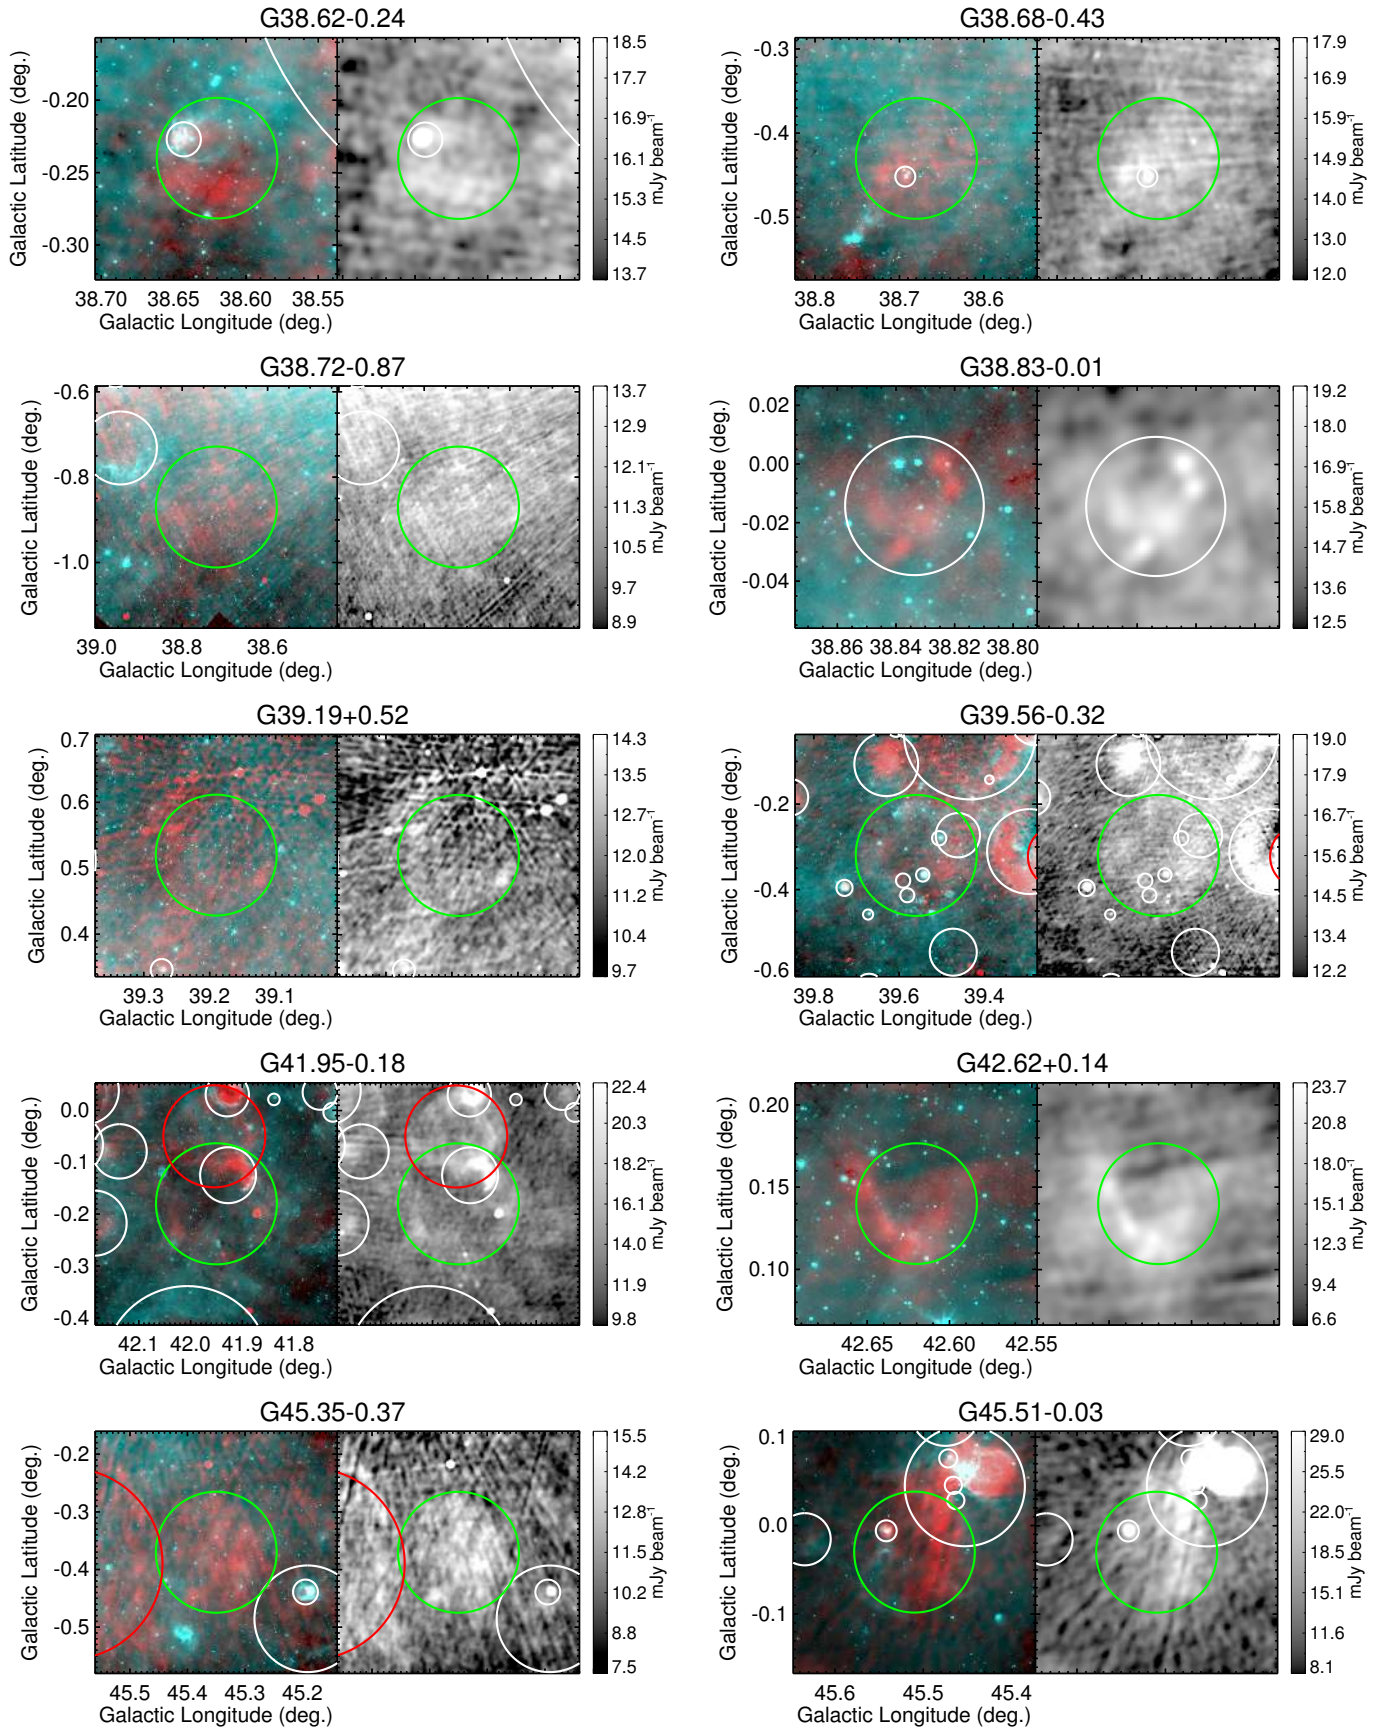 G38.62-0.24
Galactic Latitude (deg.)
-0.20
-0.25
-0.30
38.70 38.65 38.60 38.55
Galactic Longitude (deg.)
18.5
17.7
16.9
16.1
15.3
14.5
13.7
mJy beam-1
G38.68-0.43
Galactic Latitude (deg.)
-0.3
-0.4
-0.5
38.8 38.7 38.6
Galactic Longitude (deg.)
17.9
16.9
15.9
14.9
14.0
13.0
12.0
mJy beam-1
G38.72-0.87
Galactic Latitude (deg.)
-0.6
-0.8
-1.0
39.0 38.8 38.6
Galactic Longitude (deg.)
13.7
12.9
12.1
11.3
10.5
9.7
8.9
mJy beam-1
G38.83-0.01
Galactic Latitude (deg.)
0.02
0.00
-0.02
-0.04
38.86 38.84 38.82 38.80
Galactic Longitude (deg.)
19.2
18.0
16.9
15.8
14.7
13.6
12.5
mJy beam-1
G39.19+0.52
Galactic Latitude (deg.)
0.7
0.6
0.5
0.4
39.3 39.2 39.1
Galactic Longitude (deg.)
14.3
13.5
12.7
12.0
11.2
10.4
9.7
mJy beam-1
G39.56-0.32
Galactic Latitude (deg.)
-0.2
-0.4
-0.6
39.8 39.6 39.4
Galactic Longitude (deg.)
19.0
17.9
16.7
15.6
14.5
13.4
12.2
mJy beam-1
G41.95-0.18
Galactic Latitude (deg.)
0.0
-0.1
-0.2
-0.3
-0.4
42.1 42.0 41.9 41.8
Galactic Longitude (deg.)
22.4
20.3
18.2
16.1
14.0
11.9
9.8
mJy beam-1
G42.62+0.14
Galactic Latitude (deg.)
0.20
0.15
0.10
42.65 42.60 42.55
Galactic Longitude (deg.)
23.7
20.8
18.0
15.1
12.3
9.4
6.6
mJy beam-1
G45.35-0.37
Galactic Latitude (deg.)
-0.2
-0.3
-0.4
-0.5
45.5 45.4 45.3 45.2
Galactic Longitude (deg.)
15.5
14.2
12.8
11.5
10.2
8.8
7.5
mJy beam-1
G45.51-0.03
Galactic Latitude (deg.)
0.1
0.0
-0.1
45.6 45.5 45.4
Galactic Longitude (deg.)
29.0
25.5
22.0
18.5
15.1
11.6
8.1
mJy beam-1